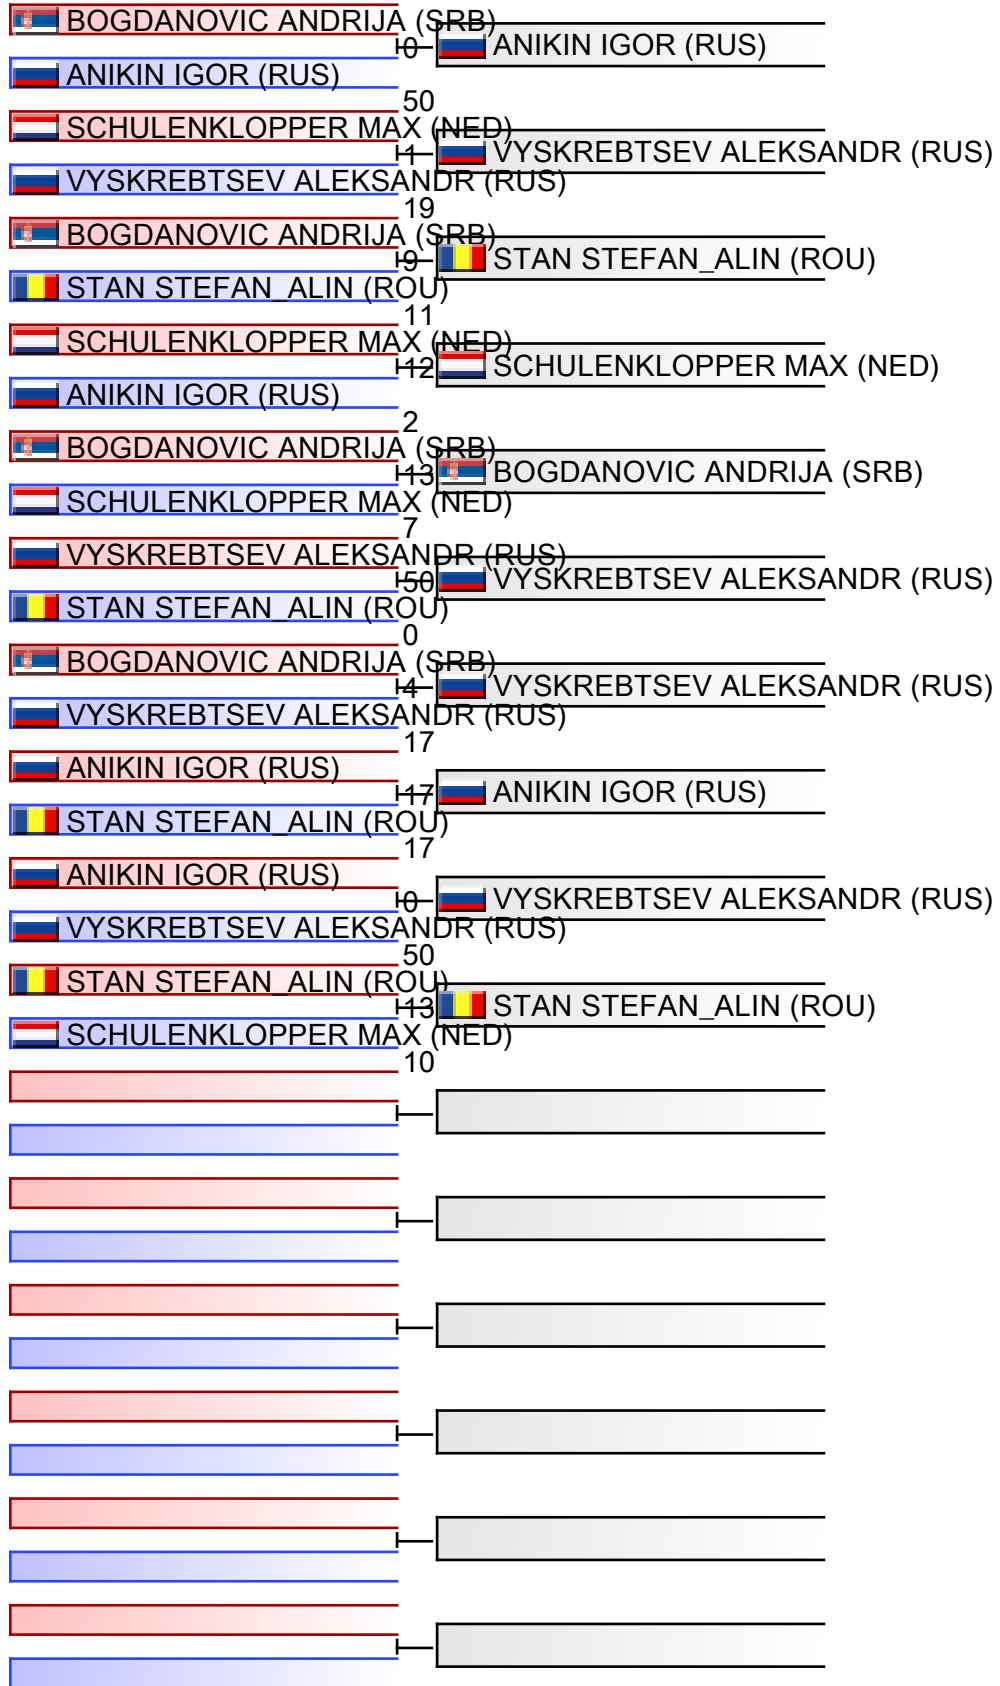 BOGDANOVIC ANDRIJA (SRB)
0
ANIKIN IGOR (RUS)
ANIKIN IGOR (RUS)
50
SCHULENKLOPPER MAX (NED)
1
VYSKREBTSEV ALEKSANDR (RUS)
VYSKREBTSEV ALEKSANDR (RUS)
19
BOGDANOVIC ANDRIJA (SRB)
9
STAN STEFAN_ALIN (ROU)
STAN STEFAN_ALIN (ROU)
11
SCHULENKLOPPER MAX (NED)
12
SCHULENKLOPPER MAX (NED)
ANIKIN IGOR (RUS)
2
BOGDANOVIC ANDRIJA (SRB)
13
BOGDANOVIC ANDRIJA (SRB)
SCHULENKLOPPER MAX (NED)
7
VYSKREBTSEV ALEKSANDR (RUS)
50
VYSKREBTSEV ALEKSANDR (RUS)
STAN STEFAN_ALIN (ROU)
0
BOGDANOVIC ANDRIJA (SRB)
4
VYSKREBTSEV ALEKSANDR (RUS)
VYSKREBTSEV ALEKSANDR (RUS)
17
ANIKIN IGOR (RUS)
17
ANIKIN IGOR (RUS)
STAN STEFAN_ALIN (ROU)
17
ANIKIN IGOR (RUS)
0
VYSKREBTSEV ALEKSANDR (RUS)
VYSKREBTSEV ALEKSANDR (RUS)
50
STAN STEFAN_ALIN (ROU)
13
STAN STEFAN_ALIN (ROU)
SCHULENKLOPPER MAX (NED)
10